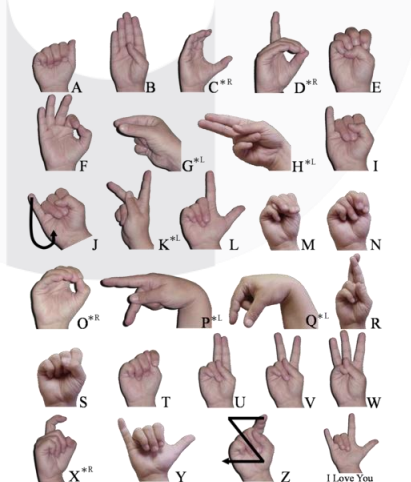 A B C*R D*R E
F G*L H*L I
J K*L L M N
O*R P*L Q*L R
S T U V W
X*R Y Z I Love You